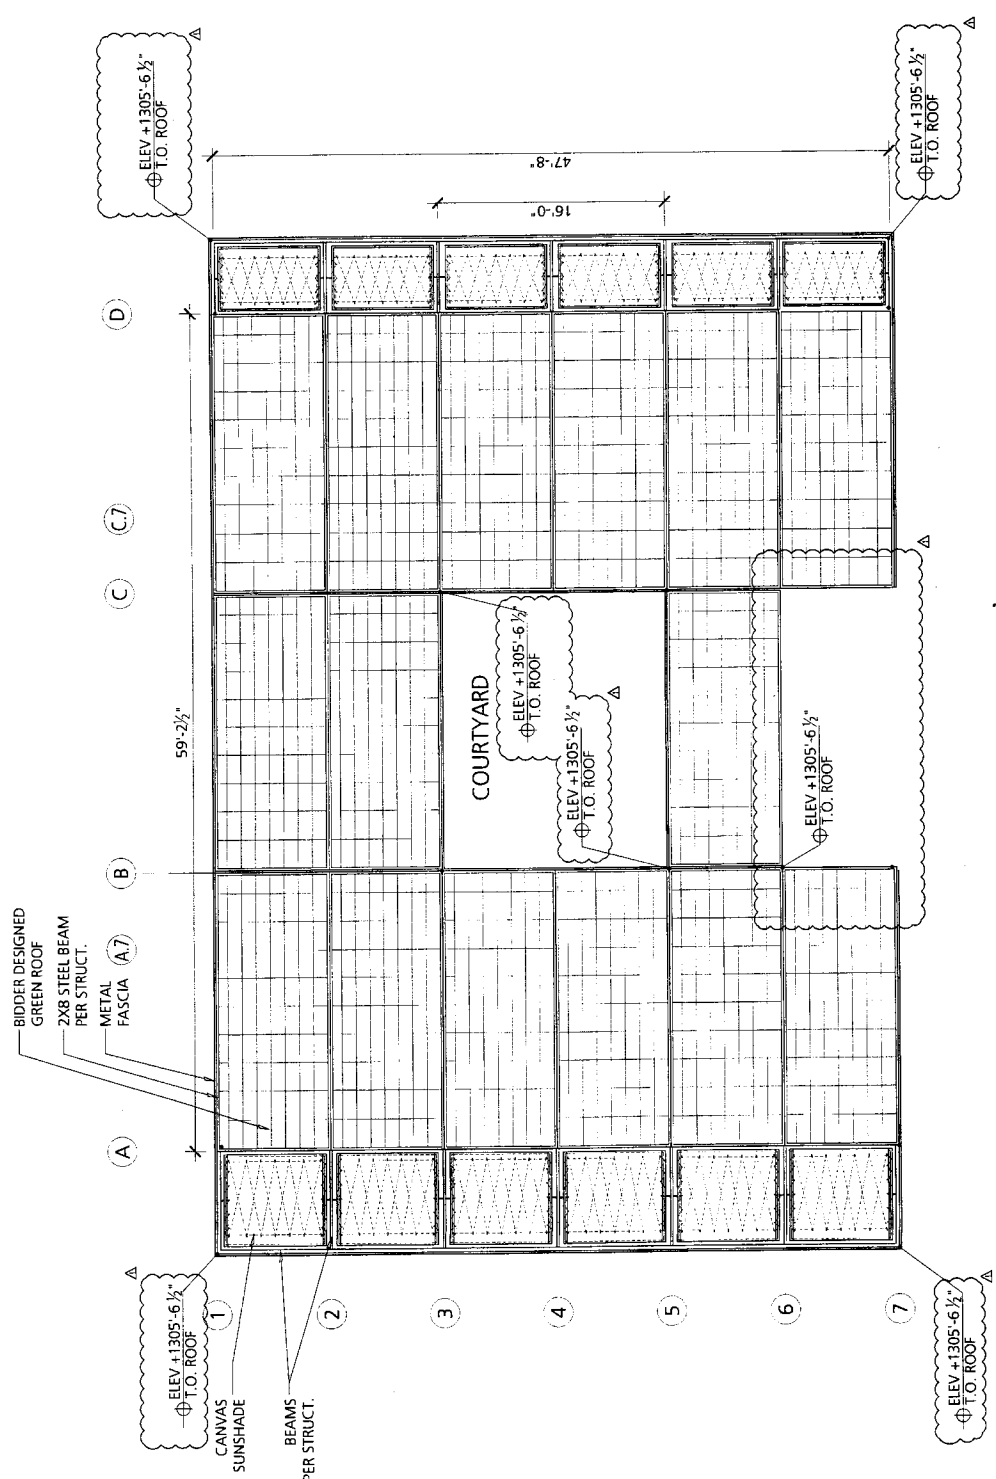 BIDDER DESIGNED
GREEN ROOF
2X8 STEEL BEAM
PER STRUCT.
METAL
FASCIA
A
A.7
B
C
C.7
D
59'-2½"
47'-8"
16'-0"
ELEV +1305'-6½"
T.O. ROOF
ELEV +1305'-6½"
T.O. ROOF
COURTYARD
ELEV +1305'-6½"
T.O. ROOF
ELEV +1305'-6½"
T.O. ROOF
ELEV +1305'-6½"
T.O. ROOF
ELEV +1305'-6½"
T.O. ROOF
ELEV +1305'-6½"
T.O. ROOF
1
2
3
4
5
6
7
CANVAS
SUNSHADE
BEAMS
PER STRUCT.